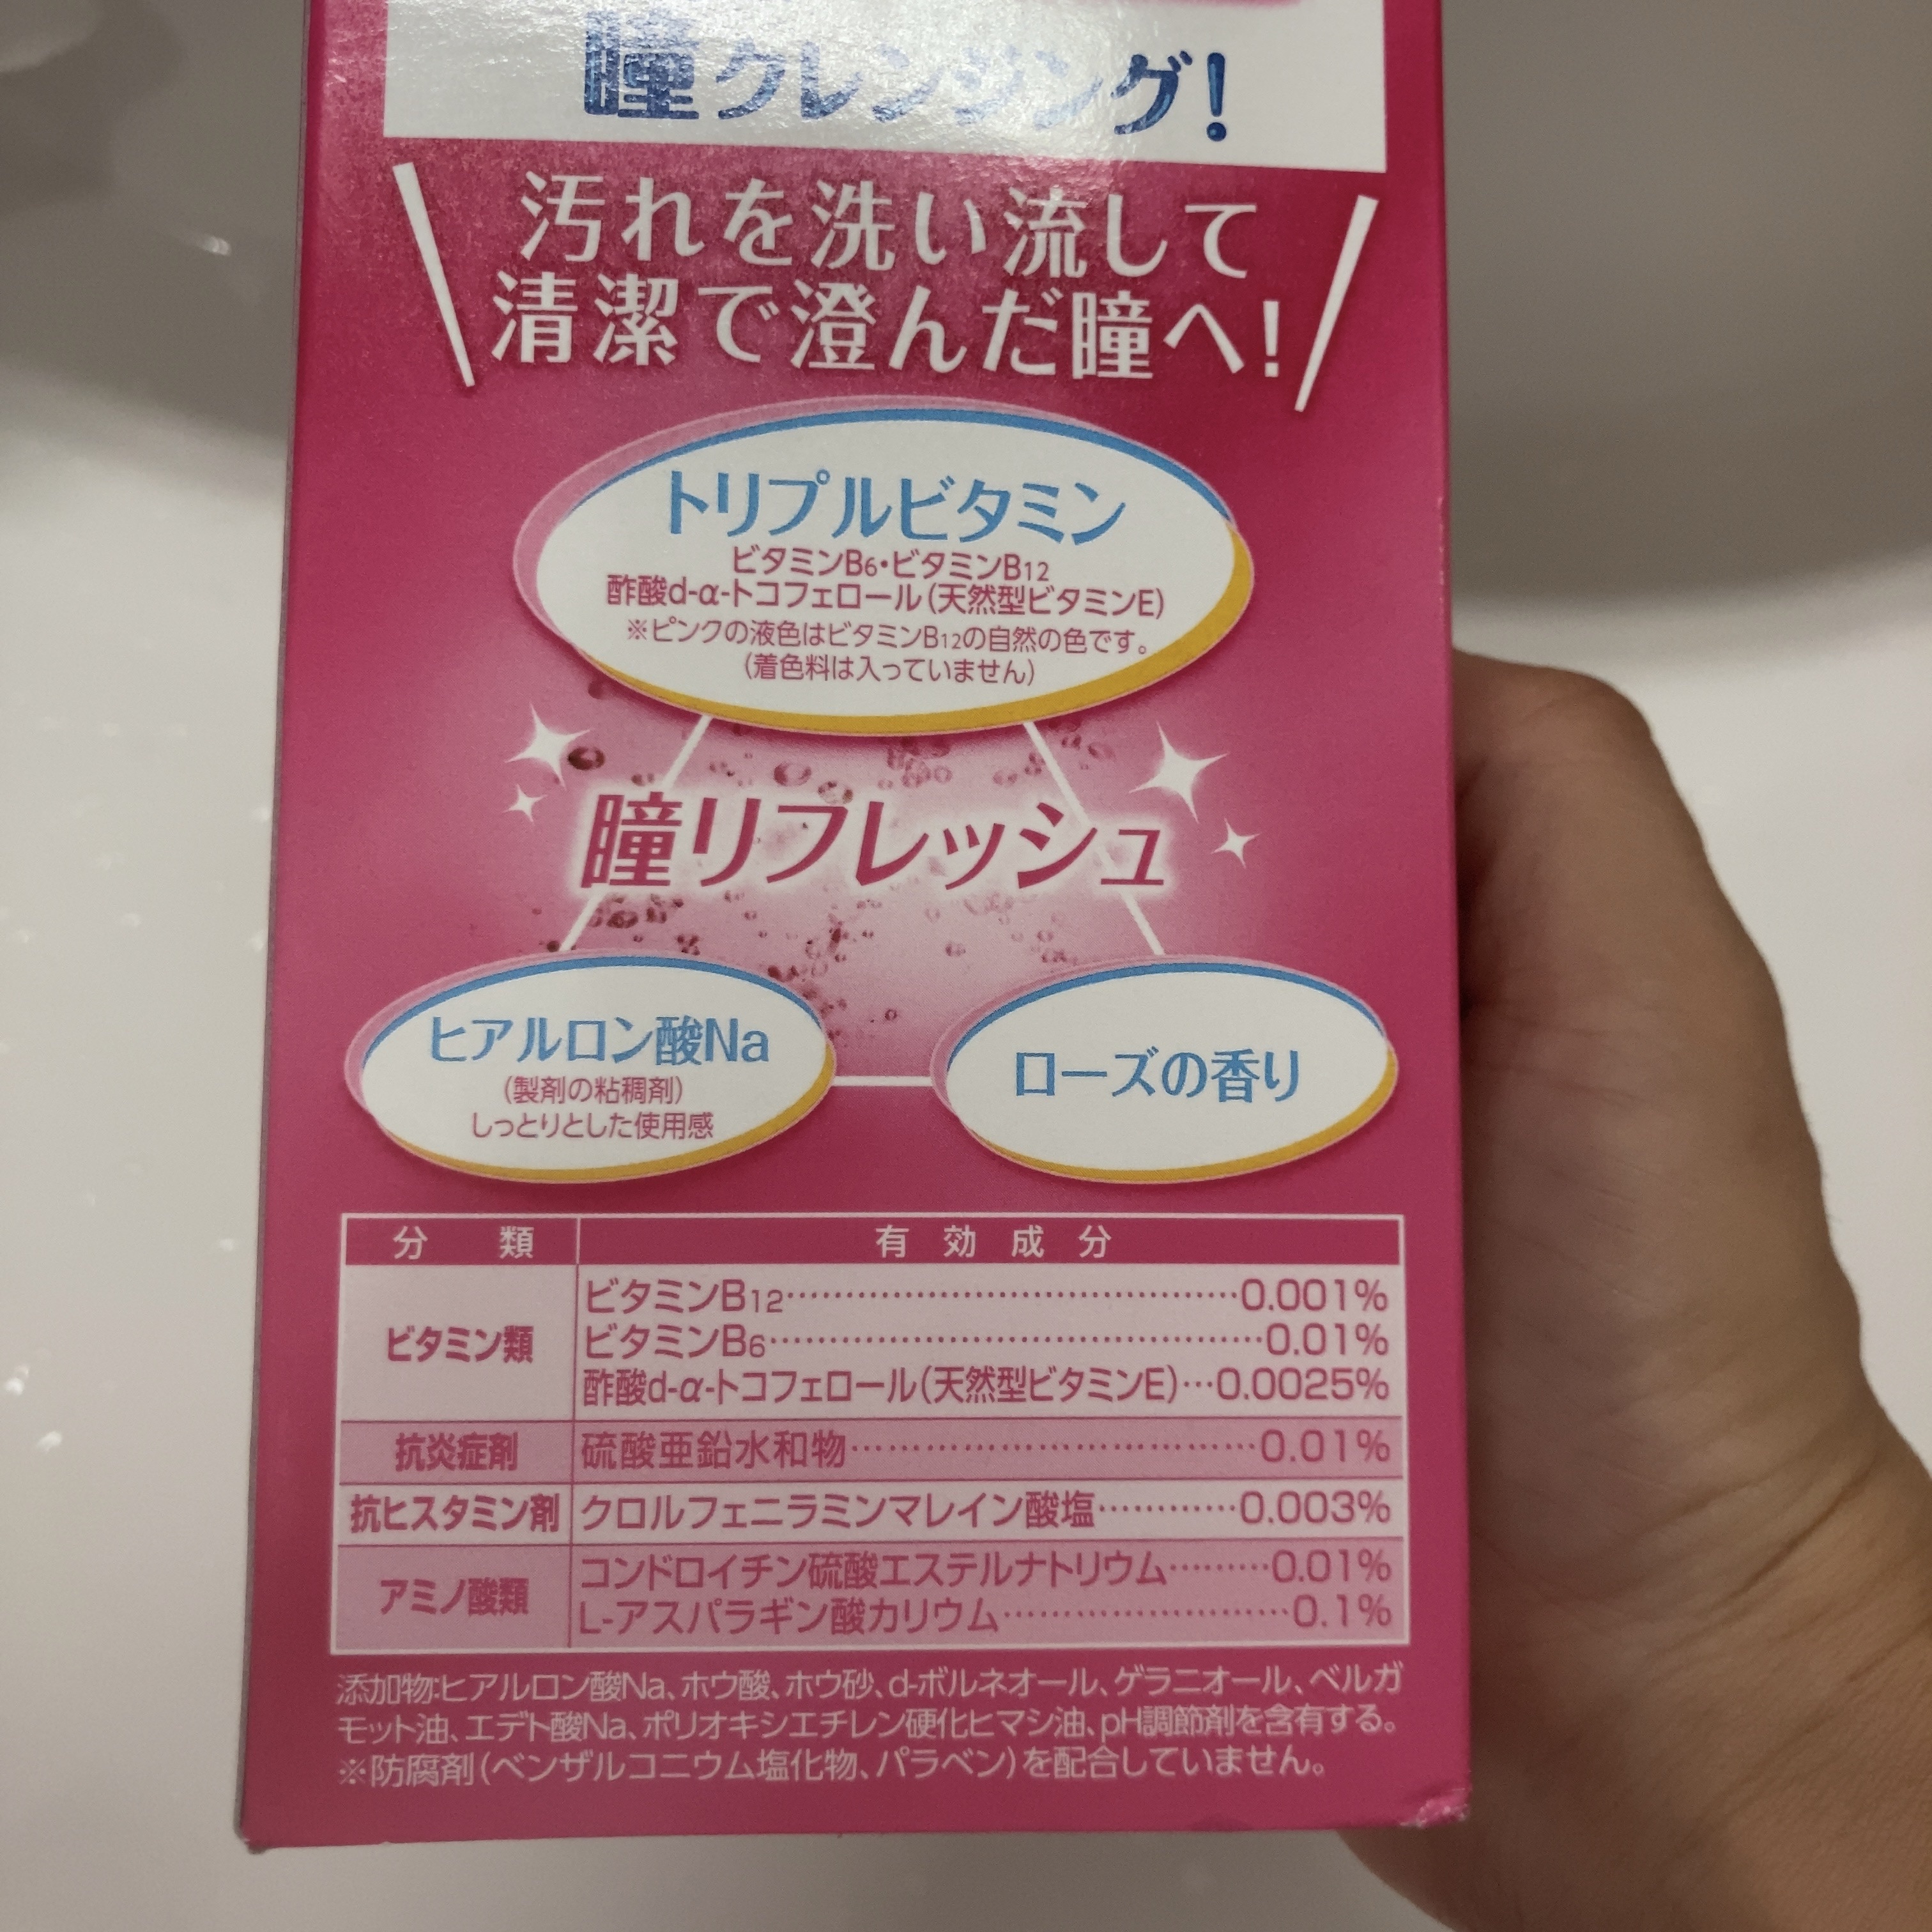 瞳クレンジング!
汚れを洗い流して
清潔で澄んだ瞳へ!
トリプルビタミン
ビタミンB6・ビタミンB12
酢酸d-α-トコフェロール(天然型ビタミンE)
※ピンクの液色はビタミンB12の自然の色です。
(着色料は入っていません)
瞳リフレッシュ
ヒアルロン酸Na
(製剤の粘稠剤)
しっとりとした使用感
ローズの香り
分類 有効成分
ビタミン類
ビタミンB12……0.001%
ビタミンB6……0.01%
酢酸d-α-トコフェロール(天然型ビタミンE)…0.0025%
抗炎症剤 硫酸亜鉛水和物……0.01%
抗ヒスタミン剤 クロルフェニラミンマレイン酸塩……0.003%
アミノ酸類
コンドロイチン硫酸エステルナトリウム……0.01%
L-アスパラギン酸カリウム……0.1%
添加物:ヒアルロン酸Na、ホウ酸、ホウ砂、d-ボルネオール、ゲラニオール、ベルガ
モット油、エデト酸Na、ポリオキシエチレン硬化ヒマシ油、pH調節剤を含有する。
※防腐剤(ベンザルコニウム塩化物、パラベン)を配合していません。